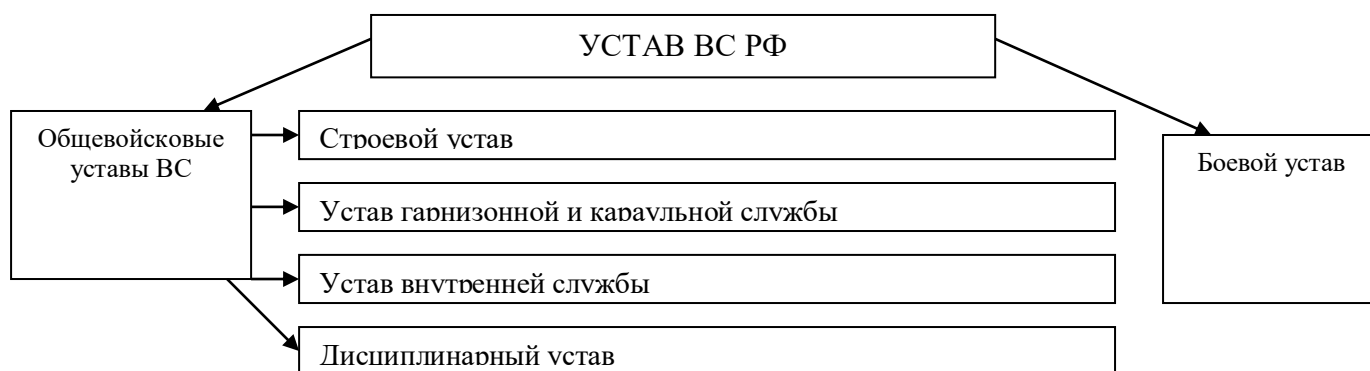 УСТАВ ВС РФ
Общевойсковые
уставы ВС
Строевой устав
Боевой устав
Устав гарнизонной и караульной службы
Устав внутренней службы
Дисциплинарный устав